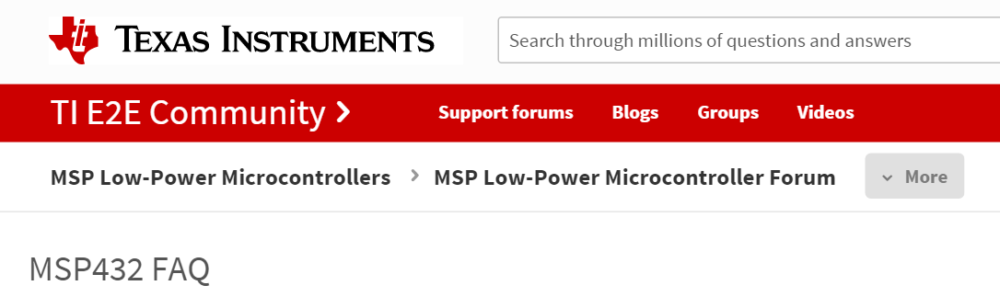 TEXAS INSTRUMENTS
Search through millions of questions and answers
TI E2E Community
Support forums
Blogs
Groups
Videos
MSP Low-Power Microcontrollers
MSP Low-Power Microcontroller Forum
More
MSP432 FAQ